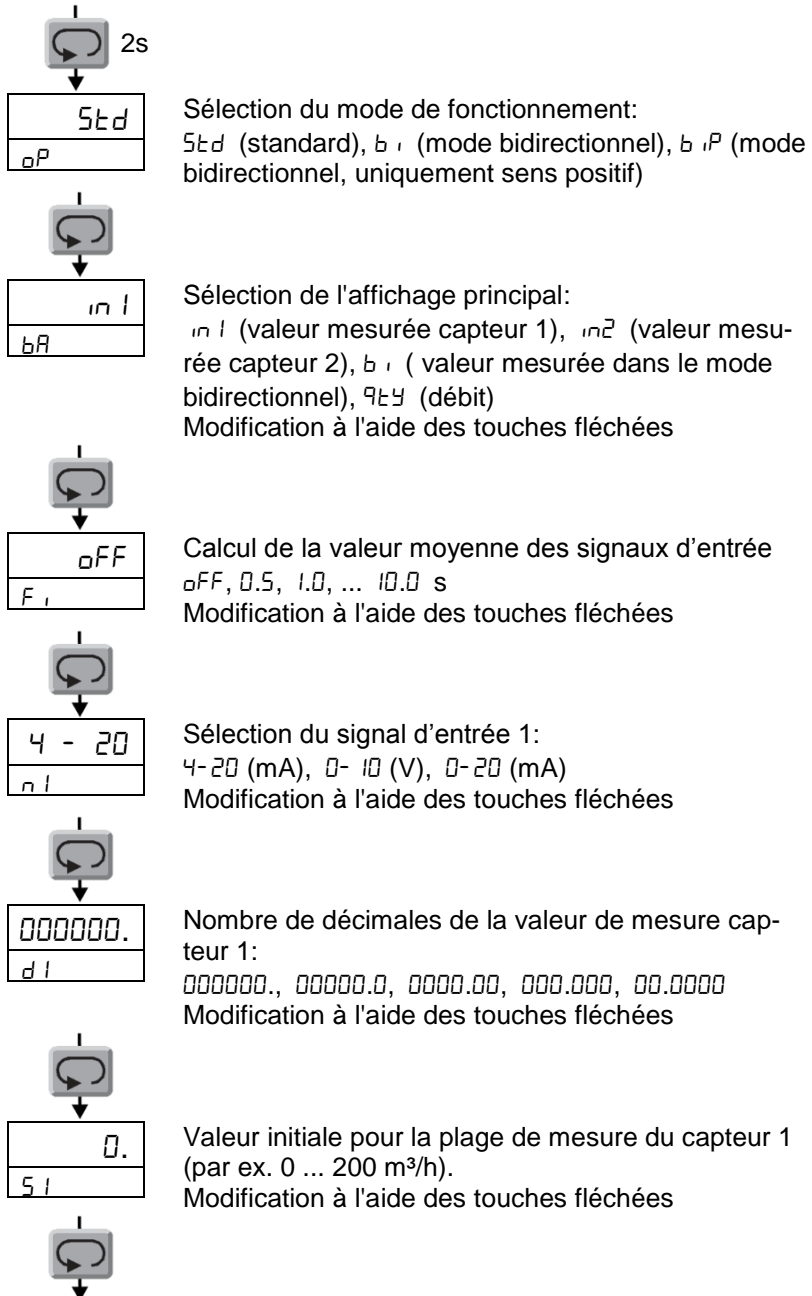 2s
Std
oP
Sélection du mode de fonctionnement:
Std (standard), bi (mode bidirectionnel), biP (mode
bidirectionnel, uniquement sens positif)
in1
bA
Sélection de l'affichage principal:
in1 (valeur mesurée capteur 1), in2 (valeur mesu-
rée capteur 2), bi ( valeur mesurée dans le mode
bidirectionnel), qty (débit)
Modification à l'aide des touches fléchées
oFF
Fi
Calcul de la valeur moyenne des signaux d’entrée
oFF, 0.5, 1.0, ... 10.0 s
Modification à l'aide des touches fléchées
4 - 20
n1
Sélection du signal d’entrée 1:
4-20 (mA), 0-10 (V), 0-20 (mA)
Modification à l'aide des touches fléchées
000000.
d1
Nombre de décimales de la valeur de mesure cap-
teur 1:
000000., 00000.0, 0000.00, 000.000, 00.0000
Modification à l'aide des touches fléchées
0.
S1
Valeur initiale pour la plage de mesure du capteur 1
(par ex. 0 ... 200 m³/h).
Modification à l'aide des touches fléchées